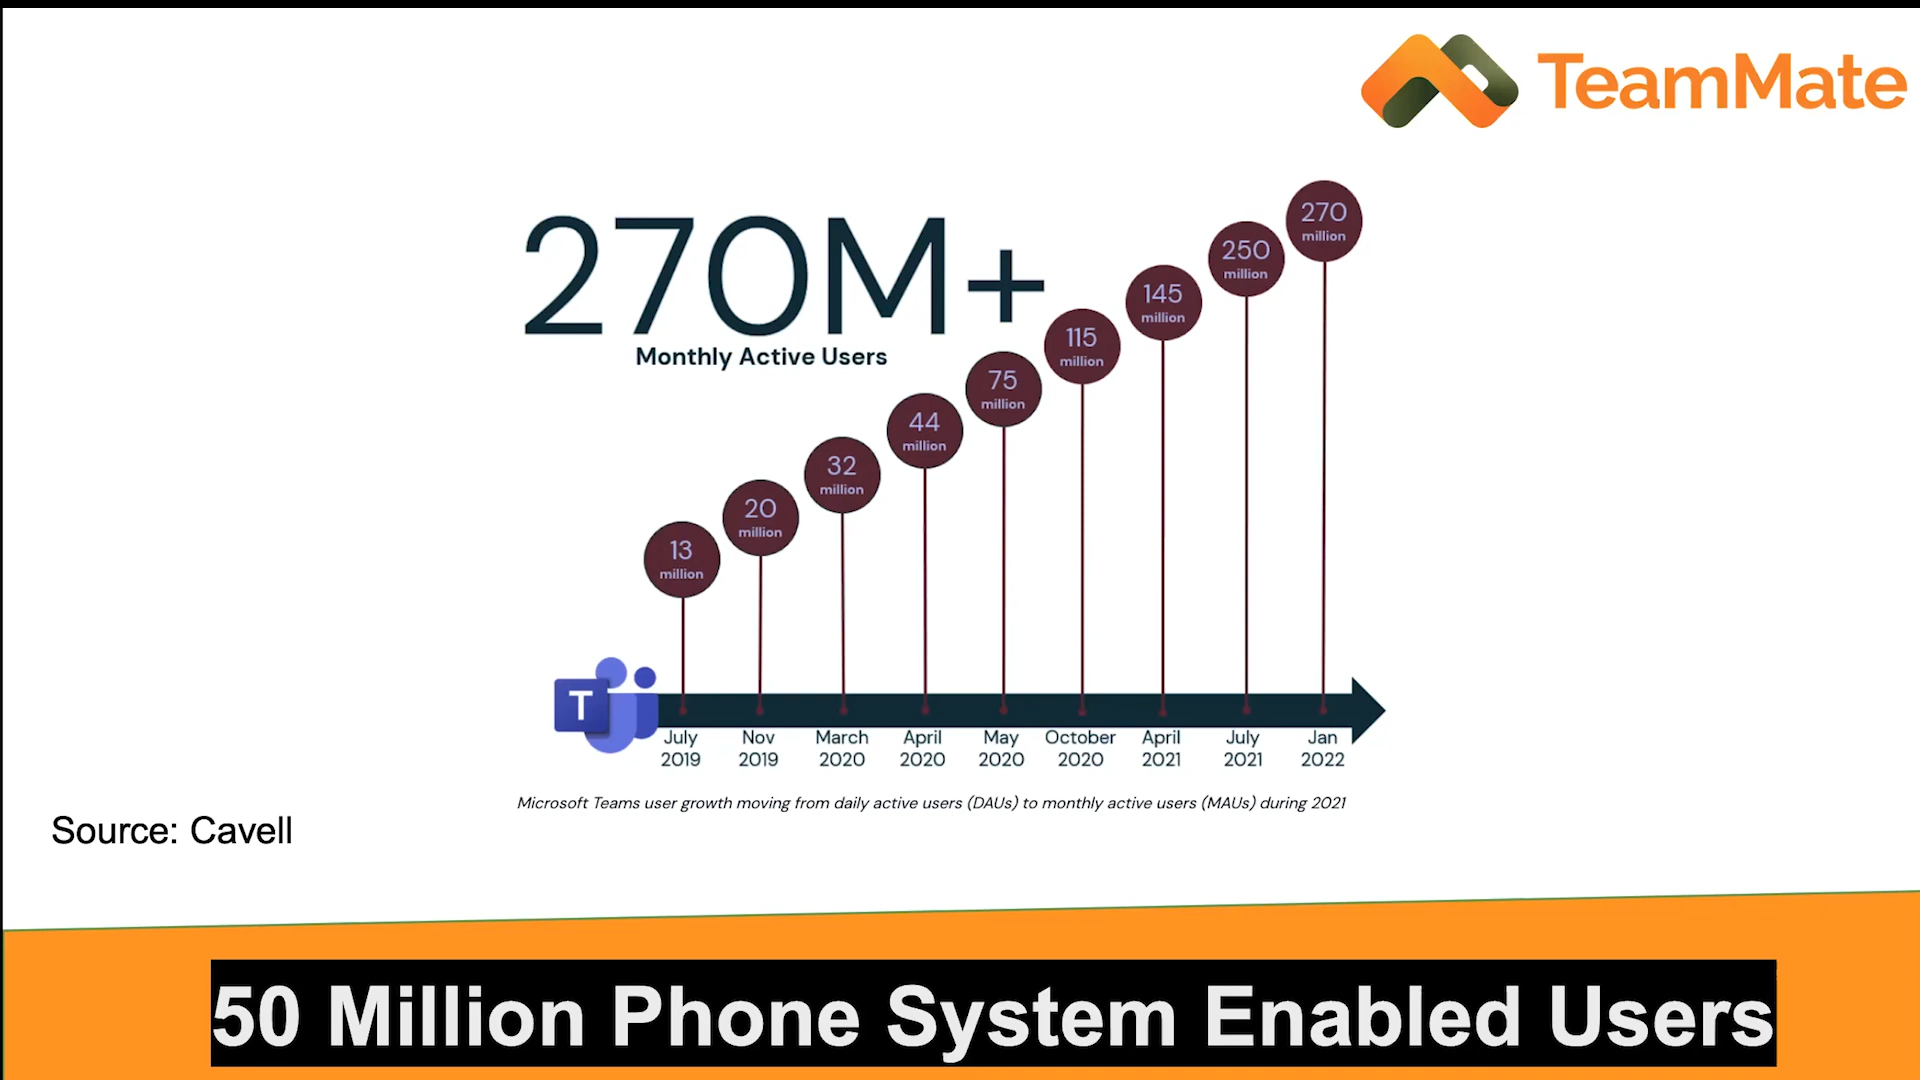 TeamMate
270M+
Monthly Active Users
13
million
20
million
32
million
44
million
75
million
115
million
145
million
250
million
270
million
T
July
2019
Nov
2019
March
2020
April
2020
May
2020
October
2020
April
2021
July
2021
Jan
2022
Microsoft Teams user growth moving from daily active users (DAUs) to monthly active users (MAUs) during 2021
Source: Cavell
50 Million Phone System Enabled Users